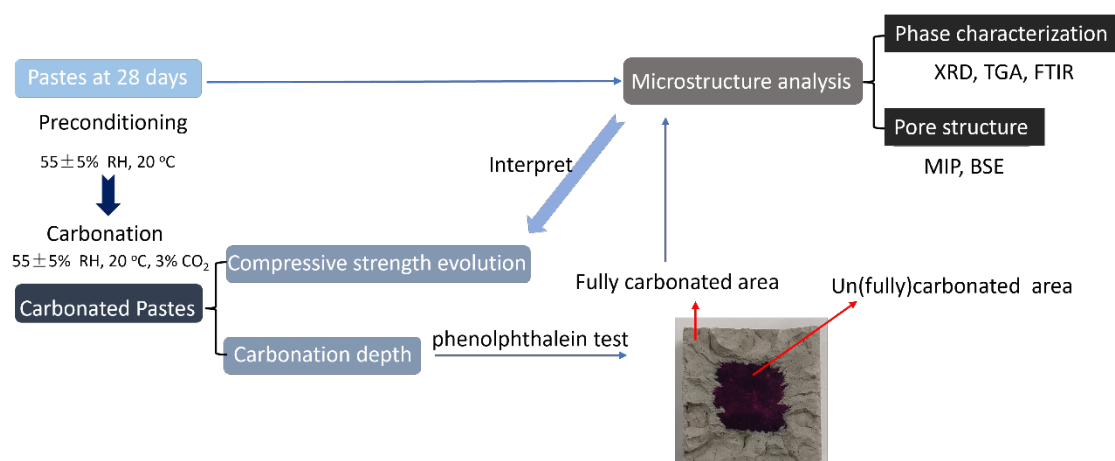 Phase characterization
XRD, TGA, FTIR
Pastes at 28 days
Microstructure analysis
Preconditioning
Pore structure
55±5% RH, 20 °C
MIP, BSE
Interpret
Carbonation
55±5% RH, 20 °C, 3% CO₂
Compressive strength evolution
Fully carbonated area
Un(fully)carbonated area
Carbonated Pastes
phenolphthalein test
Carbonation depth